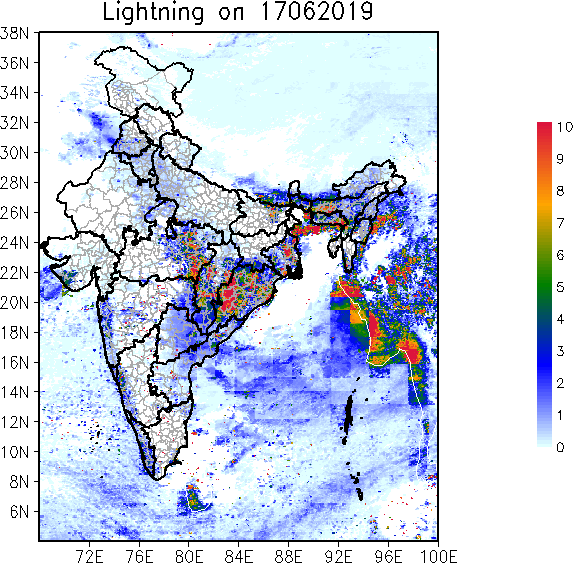 Lightning on 17062019
38N
36N
34N
32N
30N
28N
26N
24N
22N
20N
18N
16N
14N
12N
10N
8N
6N
72E 76E 80E 84E 88E 92E 96E 100E
10
9
8
7
6
5
4
3
2
1
0